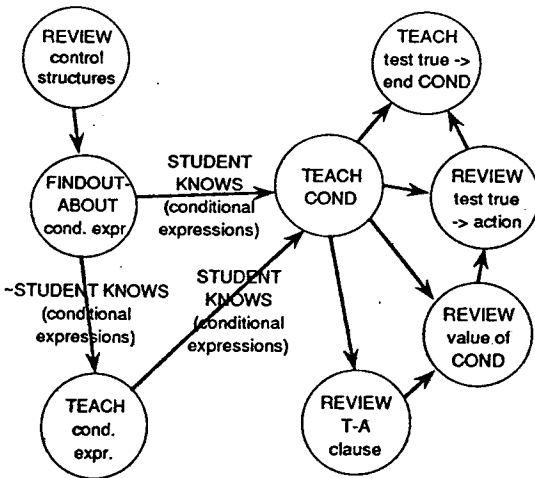 REVIEW
control
structures
TEACH
test true ->
end COND
FINDOUT-
ABOUT
cond. expr
STUDENT
KNOWS
(conditional
expressions)
TEACH
COND
REVIEW
test true
-> action
~STUDENT KNOWS
(conditional
expressions)
STUDENT
KNOWS
(conditional
expressions)
REVIEW
value of
COND
TEACH
cond.
expr.
REVIEW
T-A
clause